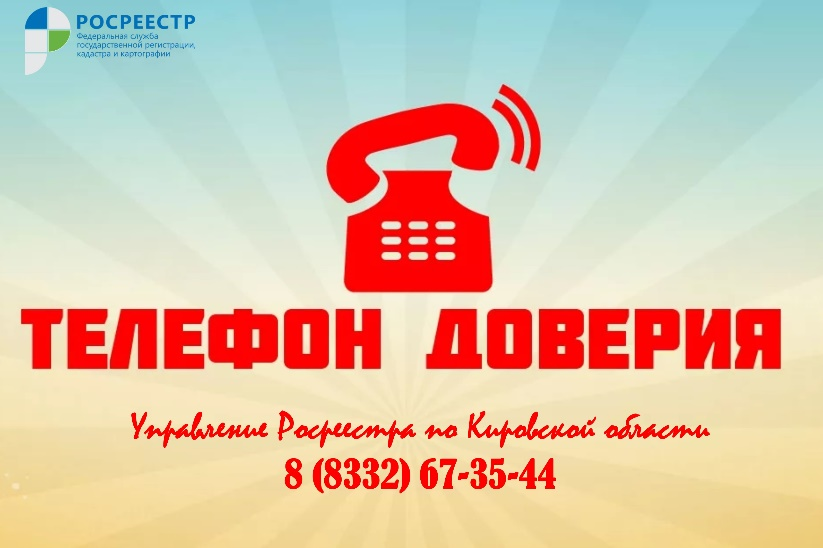 РОСРЕЕСТР
Федеральная служба
государственной регистрации,
кадастра и картографии
ТЕЛЕФОН ДОВЕРИЯ
Управление Росреестра по Кировской области
8 (8332) 67-35-44